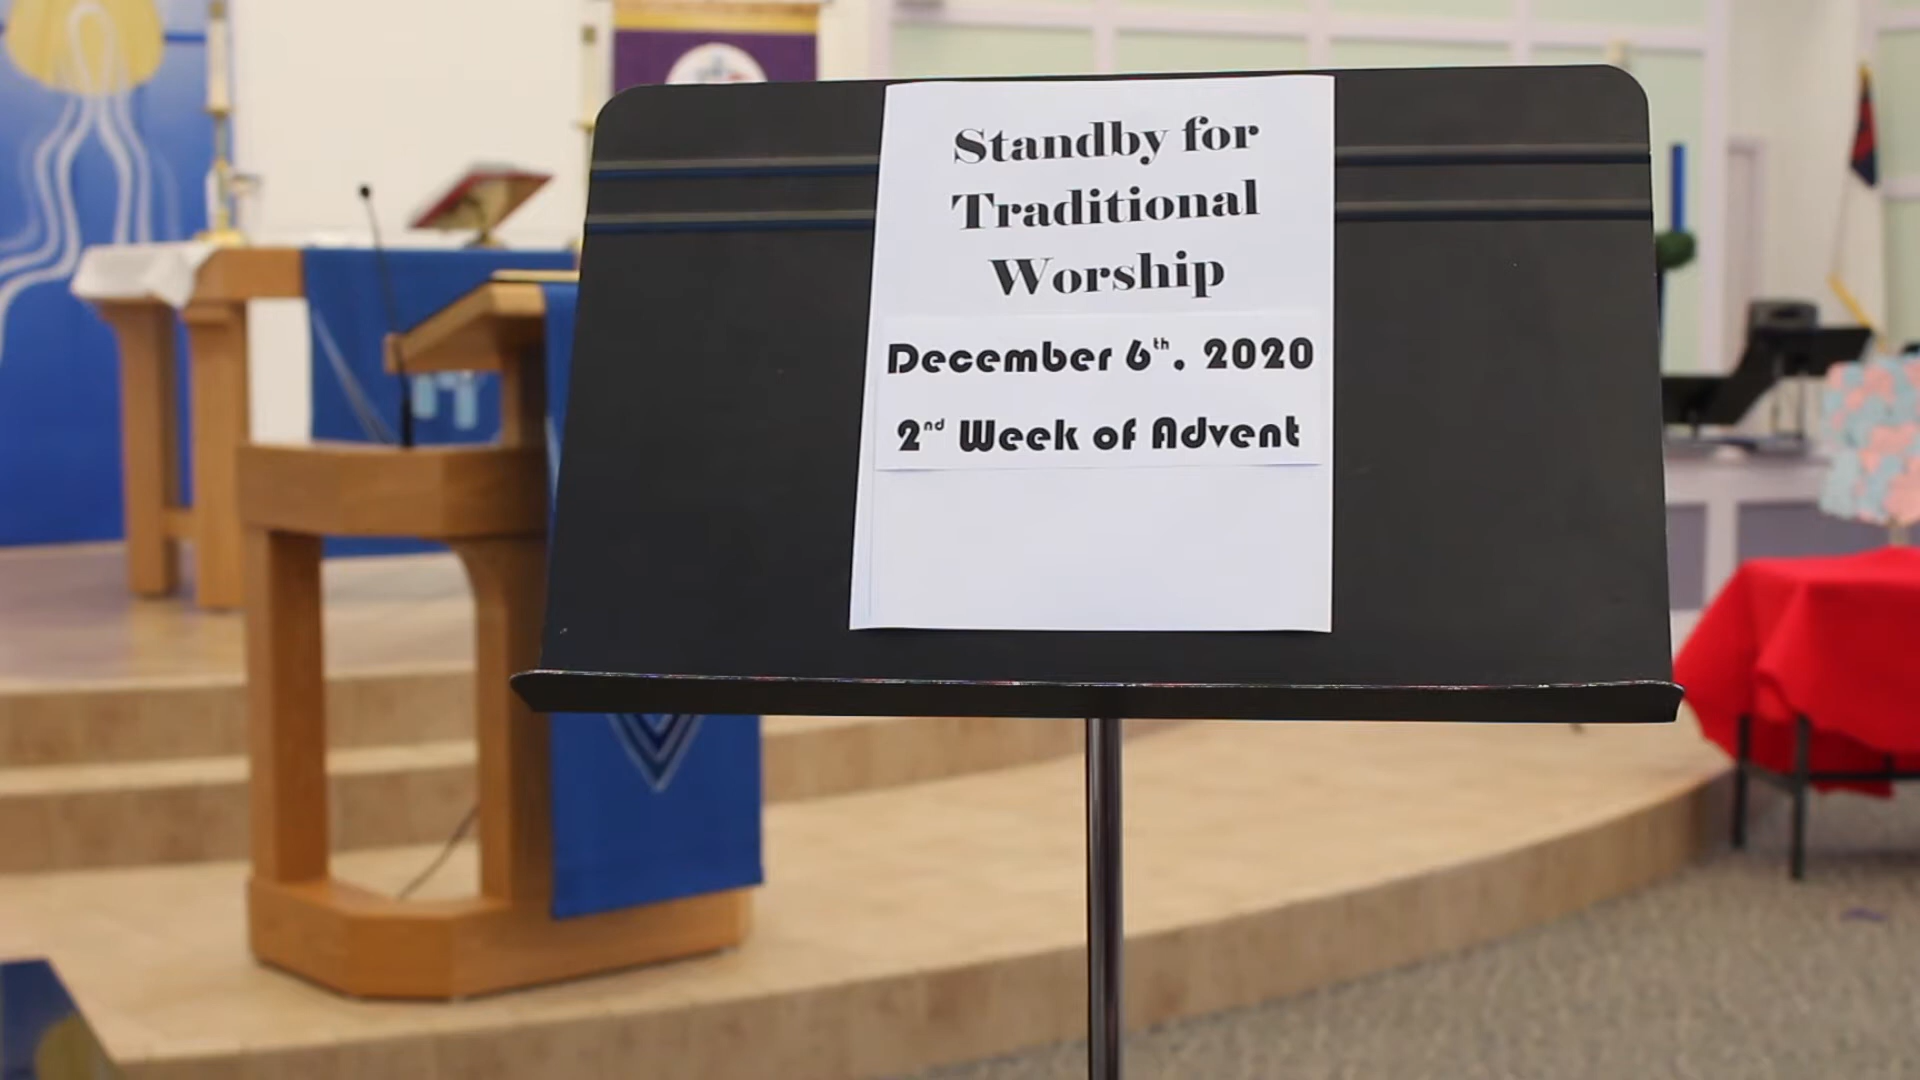 Standby for
Traditional
Worship
December 6th, 2020
2nd Week of Advent